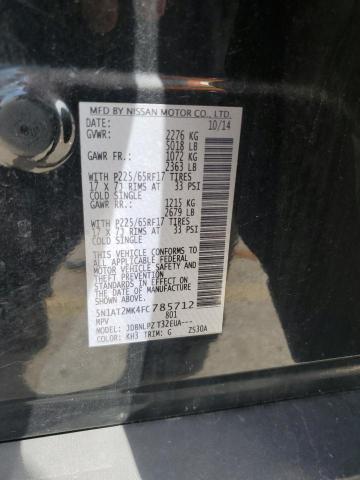 MFD BY NISSAN MOTOR CO., LTD.
DATE: 10/14
GVWR: 2276 KG
5018 LB
GAWR FR: 1072 KG
2363 LB
WITH P225/65RF17 TIRES
17 X 7J RIMS AT 33 PSI
COLD SINGLE
GAWR RR: 1215 KG
2679 LB
WITH P225/65RF17 TIRES
17 X 7J RIMS AT 33 PSI
COLD SINGLE
THIS VEHICLE CONFORMS TO ALL
APPLICABLE FEDERAL MOTOR
VEHICLE SAFETY, BUMPER,
AND THEFT PREVENTION
STANDARDS IN EFFECT ON THE
DATE OF MANUFACTURE SHOWN
ABOVE.
5N1AT2MK4FC785712
MPV 801
MODEL: JDBNLPZ T32EUA---
COLOR: KH3 TRIM: G Z530A